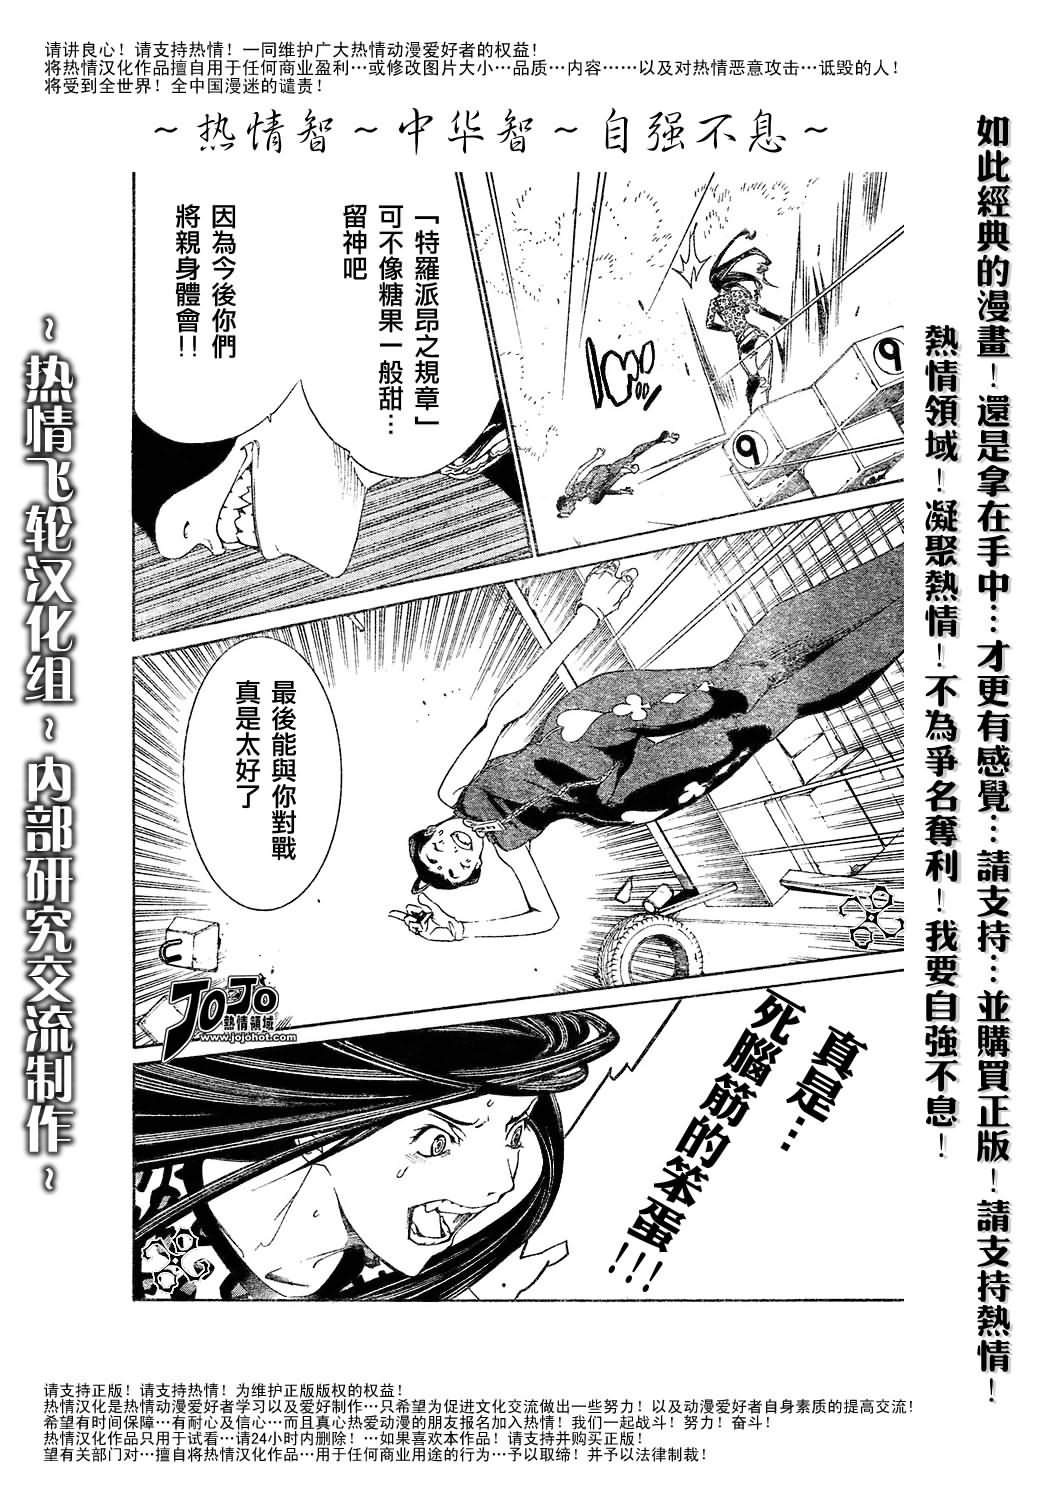 请讲良心！请支持热情！一同维护广大热情动漫爱好者的权益！
将热情汉化作品擅自用于任何商业盈利…或修改图片大小…品质…内容……以及对热情恶意攻击…诋毁的人！
将受到全世界！全中国漫迷的谴责！
～热情智～中华智～自强不息～
如此經典的漫畫！還是拿在手中…才更有感覺…請支持…並購買正版！請支持熱情！
熱情領域！凝聚熱情！不為爭名奪利！我要自強不息！
～热情飞轮汉化组～内部研究交流制作～
9
9
「特羅派昂之規章」
可不像糖果一般甜…
留神吧
因為今後你們
將親身體會!!
最後能與你對戰
真是太好了
真是…
死腦筋的笨蛋!!!
JOJO
熱情領域
www.jojohot.com
请支持正版！请支持热情！为维护正版版权的权益！
热情汉化是热情动漫爱好者学习以及爱好制作…只希望为促进文化交流做出一些努力！以及动漫爱好者自身素质的提高交流！
希望有时间保障…有耐心及信心…而且真心热爱动漫的朋友报名加入热情！我们一起战斗！努力！奋斗！
热情汉化作品只用于试看…请24小时内删除！…如果喜欢本作品！请支持并购买正版！
望有关部门对…擅自将热情汉化作品…用于任何商业用途的行为…予以取缔！并予以法律制裁！